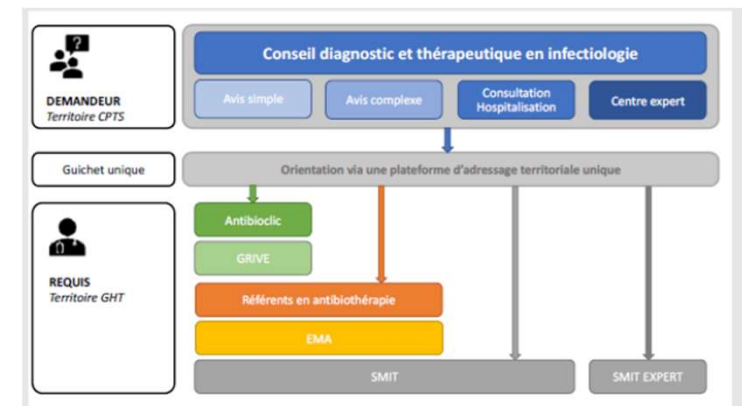 ?
Conseil diagnostic et thérapeutique en infectiologie
DEMANDEUR
Territoire CPTS
Avis simple
Avis complexe
Consultation
Hospitalisation
Centre expert
Guichet unique
Orientation via une plateforme d'adressage territoriale unique
REQUIS
Territoire GHT
Antibioclic
GRIVE
Référents en antibiothérapie
EMA
SMIT
SMIT EXPERT